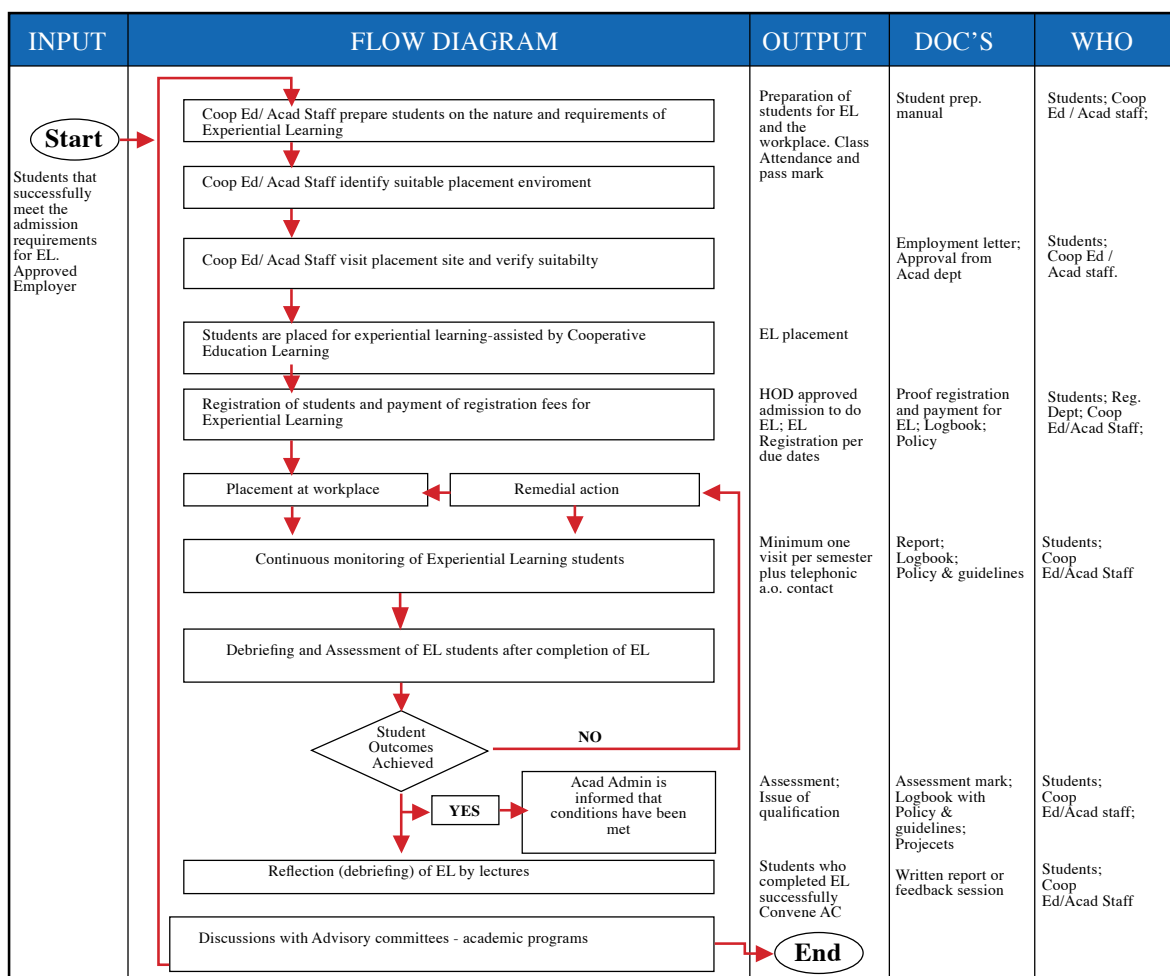 INPUT
FLOW DIAGRAM
OUTPUT
DOC'S
WHO
Start
Students that
successfully
meet the
admission
requirements
for EL.
Approved
Employer
Coop Ed/ Acad Staff prepare students on the nature and requirements of
Experiential Learning
Preparation of
students for EL
and the
workplace. Class
Attendance and
pass mark
Student prep.
manual
Students; Coop
Ed / Acad staff;
Coop Ed/ Acad Staff identify suitable placement enviroment
Coop Ed/ Acad Staff visit placement site and verify suitabilty
Employment letter;
Approval from
Acad dept
Students;
Coop Ed /
Acad staff.
Students are placed for experiential learning-assisted by Cooperative
Education Learning
EL placement
Registration of students and payment of registration fees for
Experiential Learning
HOD approved
admission to do
EL; EL
Registration per
due dates
Proof registration
and payment for
EL; Logbook;
Policy
Students; Reg.
Dept; Coop
Ed/Acad Staff;
Placement at workplace
Remedial action
Continuous monitoring of Experiential Learning students
Minimum one
visit per semester
plus telephonic
a.o. contact
Report;
Logbook;
Policy & guidelines
Students;
Coop
Ed/Acad Staff
Debriefing and Assessment of EL students after completion of EL
Student
Outcomes
Achieved
NO
YES
Acad Admin is
informed that
conditions have been
met
Assessment;
Issue of
qualification
Assessment mark;
Logbook with
Policy &
guidelines;
Projecets
Students;
Coop
Ed/Acad staff;
Reflection (debriefing) of EL by lectures
Students who
completed EL
successfully
Convene AC
Written report or
feedback session
Students;
Coop
Ed/Acad Staff
Discussions with Advisory committees - academic programs
End